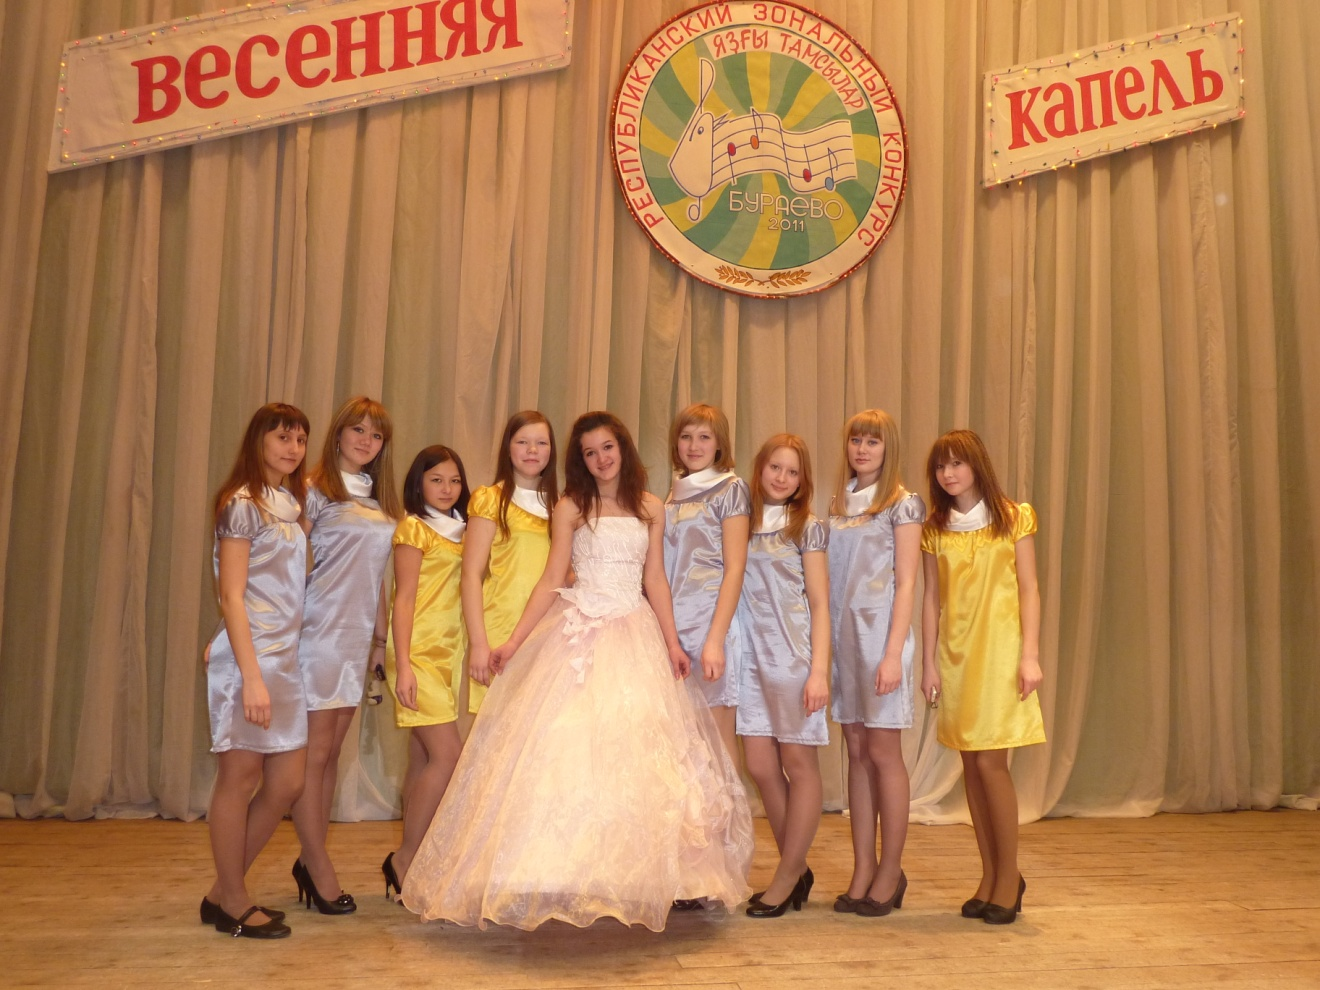 весенняя
РЕСПУБЛИКАНСКИЙ ЗОНАЛЬНЫЙ КОНКУРС
ЯҘҒЫ ТАМСЫЛАР
БУРАЕВО
2011
капель